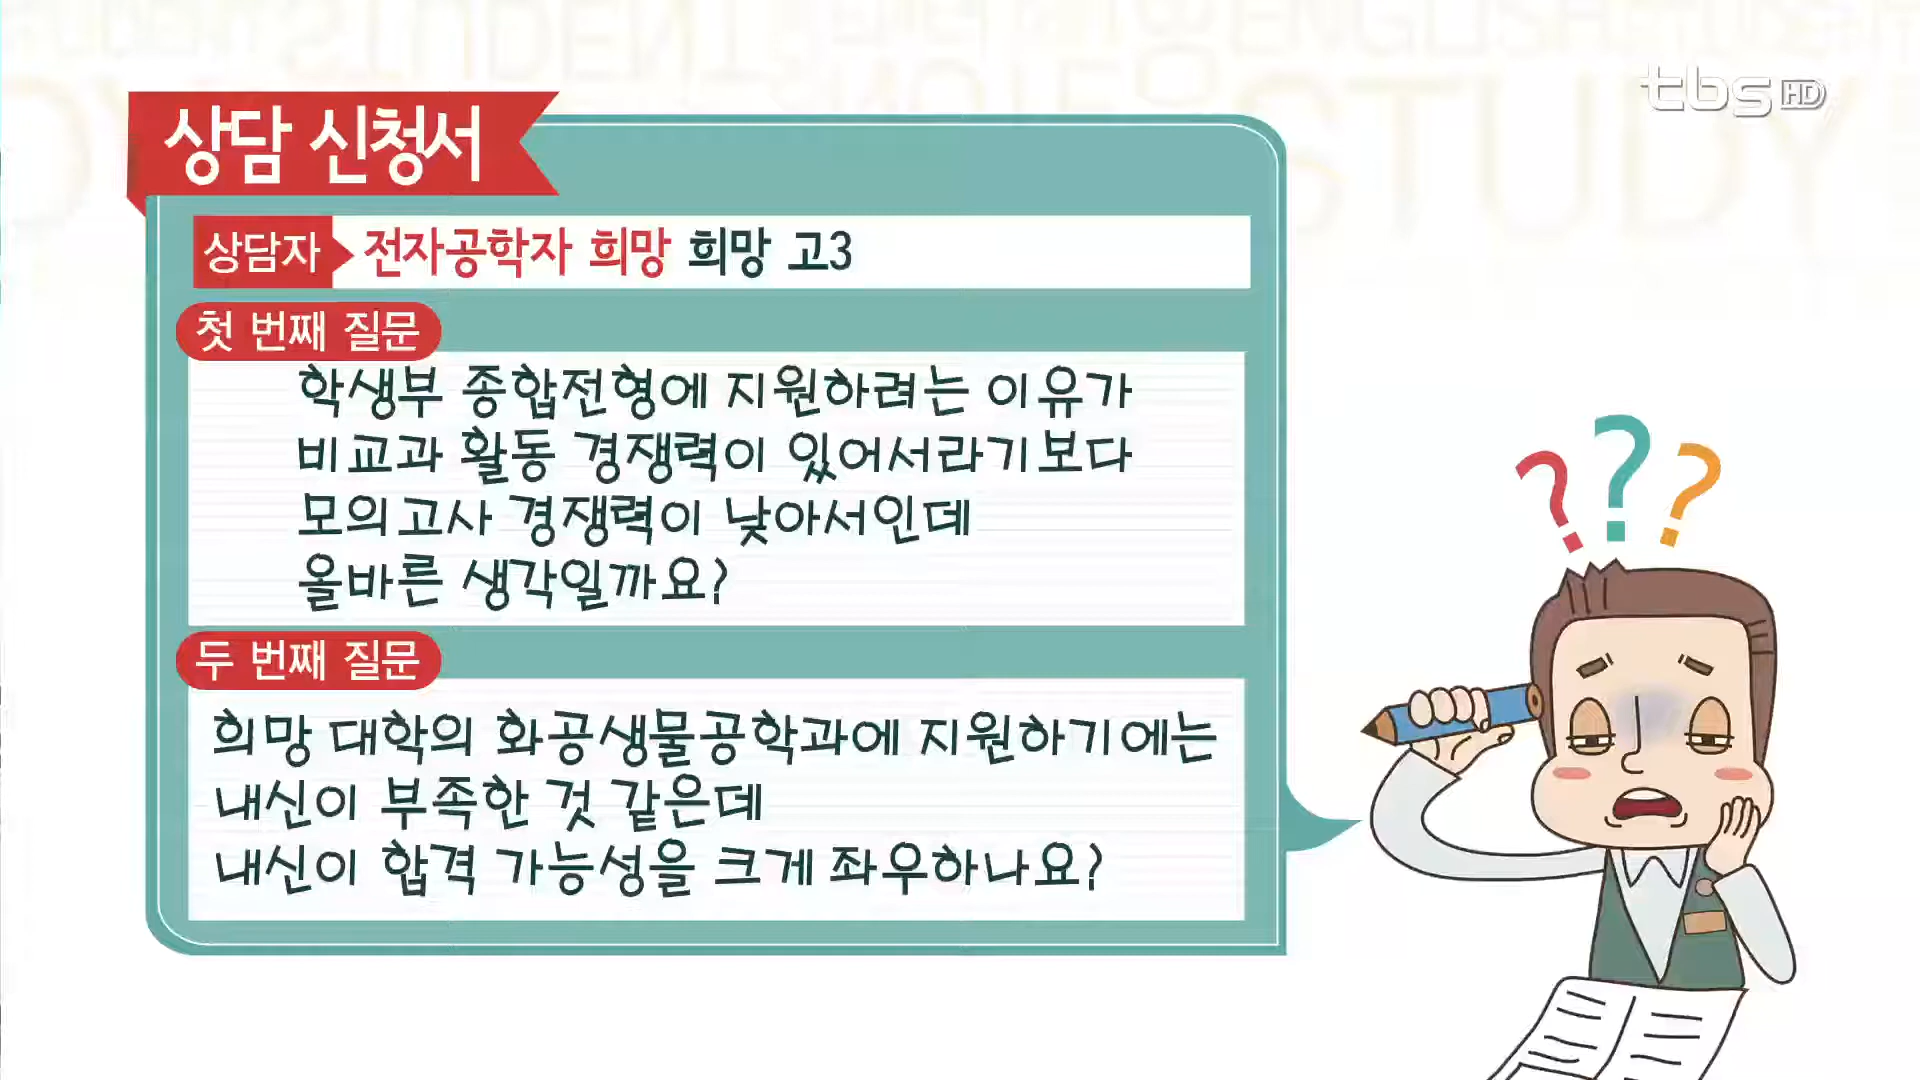 STUDENT
ENGLISH
STUDY
tbs HD
상담 신청서
상담자 전자공학자 희망 희망 고3
첫 번째 질문
학생부 종합전형에 지원하려는 이유가
비교과 활동 경쟁력이 있어서라기보다
모의고사 경쟁력이 낮아서인데
올바른 생각일까요?
두 번째 질문
희망 대학의 화공생물공학과에 지원하기에는
내신이 부족한 것 같은데
내신이 합격 가능성을 크게 좌우하나요?
???